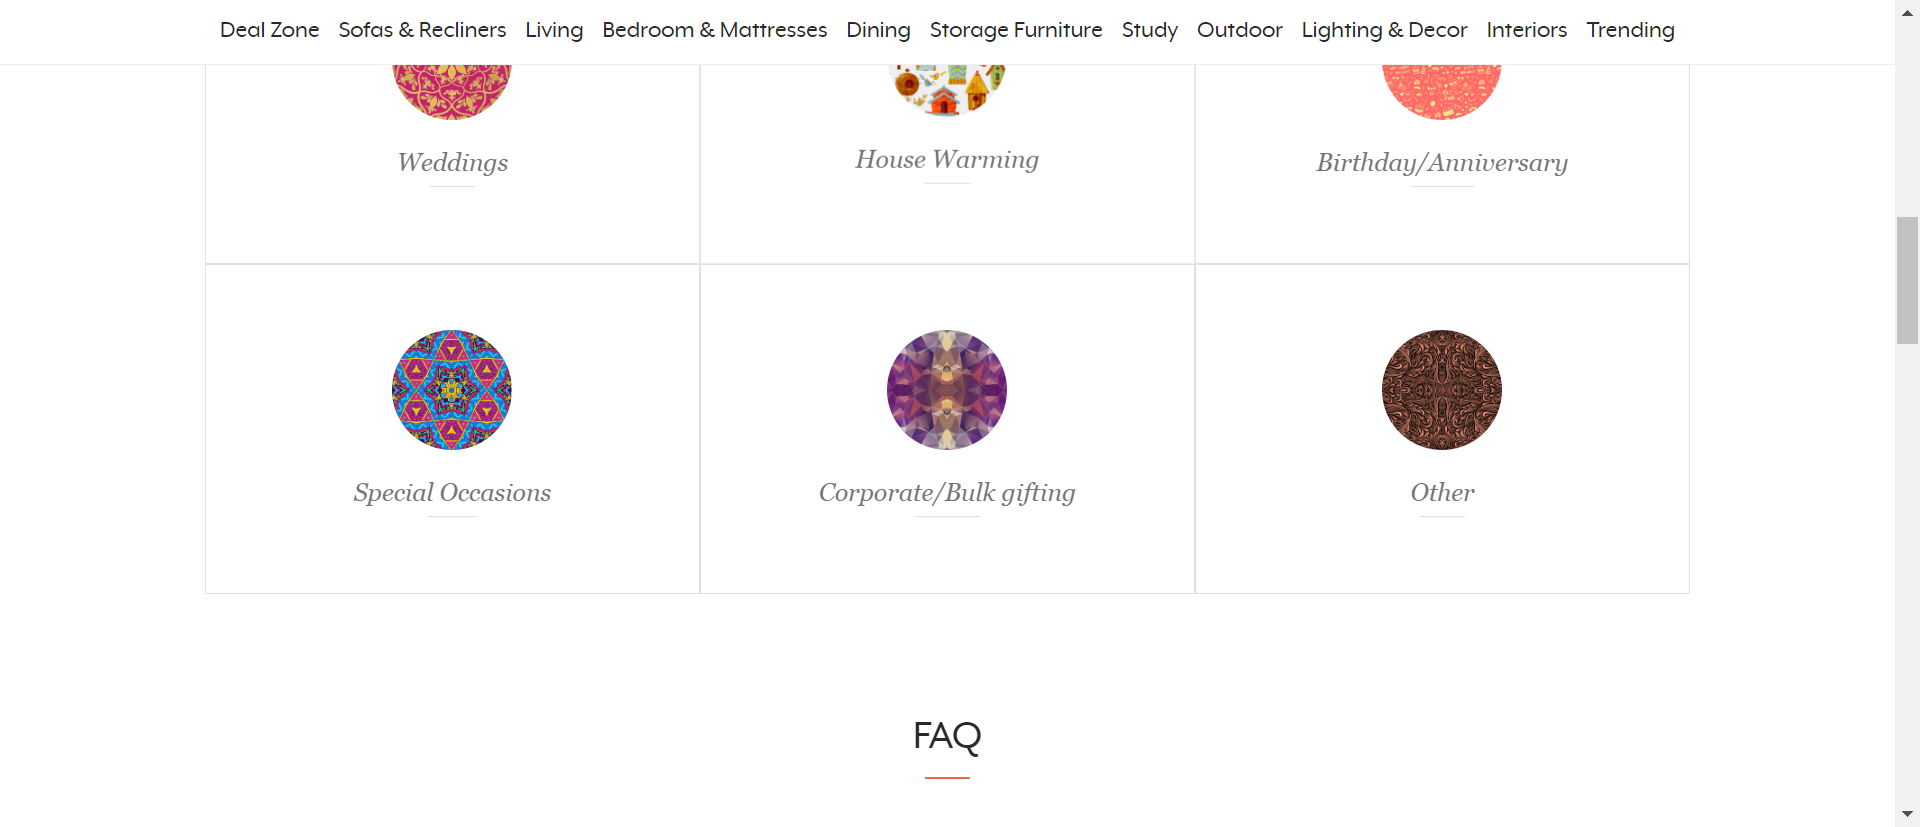 Deal Zone Sofas & Recliners Living Bedroom & Mattresses Dining Storage Furniture Study Outdoor Lighting & Decor Interiors Trending
Weddings
House Warming
Birthday/Anniversary
Special Occasions
Corporate/Bulk gifting
Other
FAQ